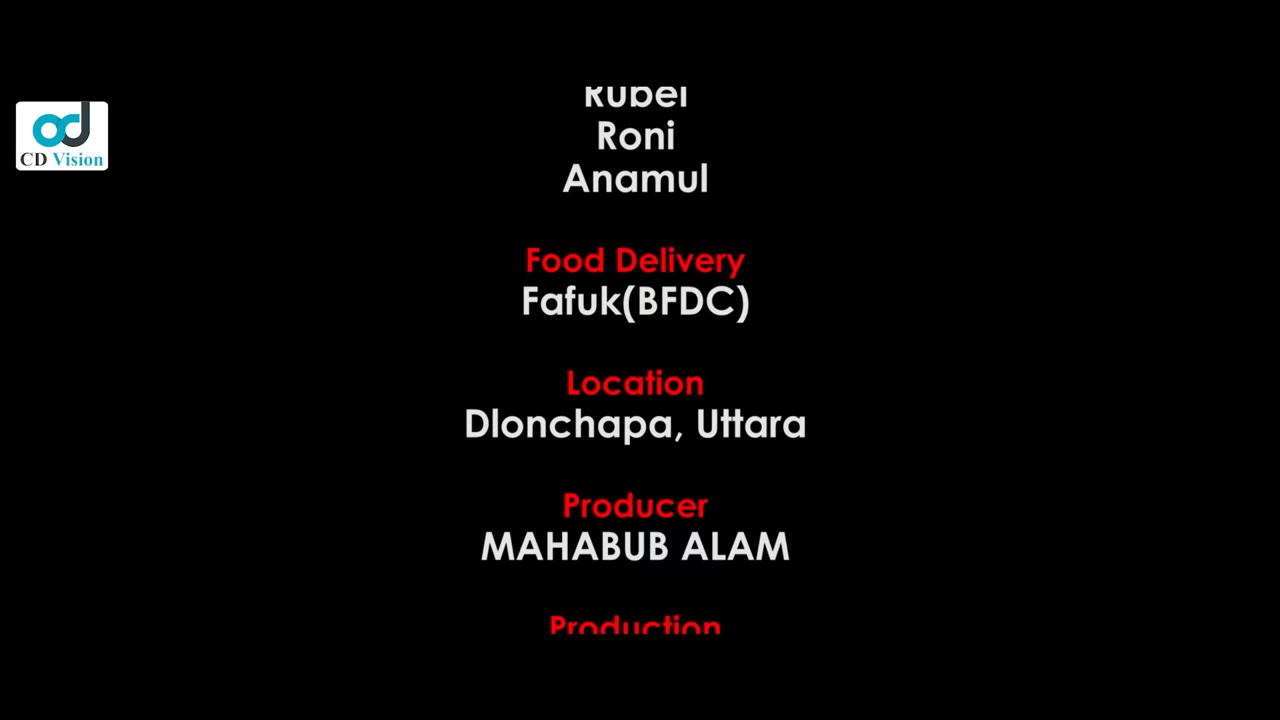 CD Vision
Rubel
Roni
Anamul
Food Delivery
Fafuk(BFDC)
Location
Dlonchapa, Uttara
Producer
MAHABUB ALAM
Production